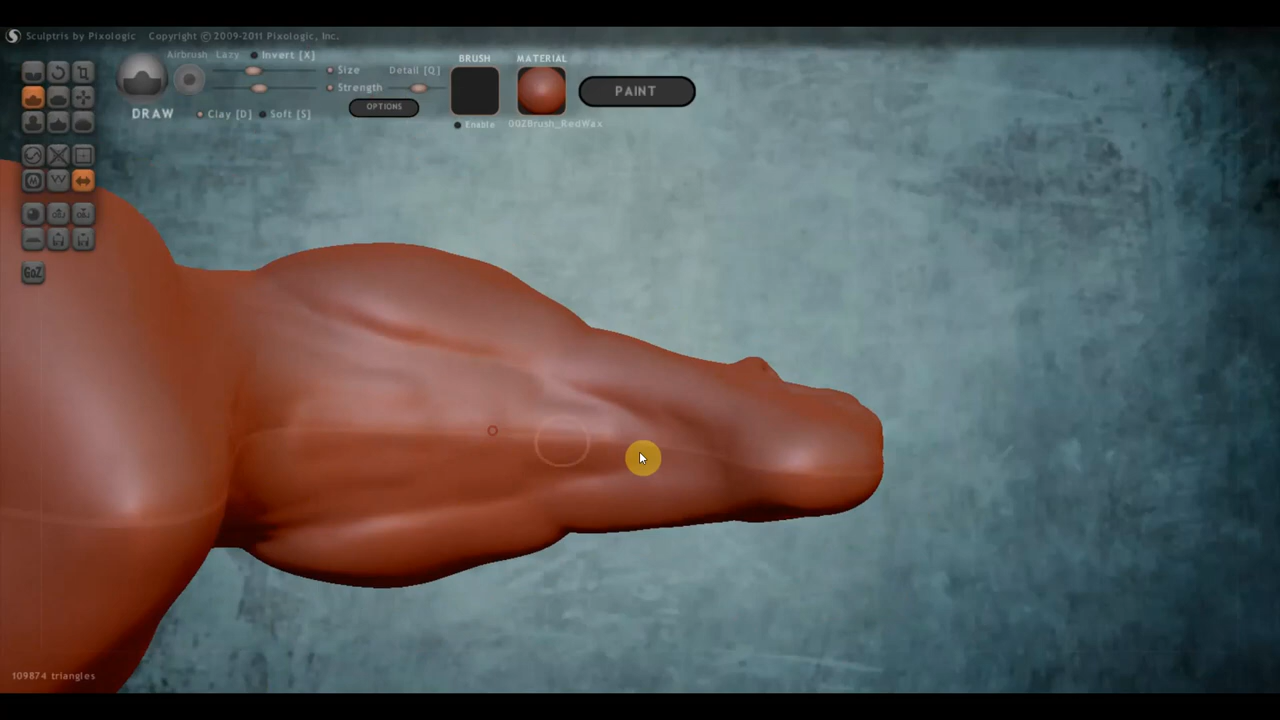 Sculptris by Pixologic Copyright ©2009-2011 Pixologic, Inc.
Airbrush Lazy Invert [X]
Size Detail [Q]
Strength
OPTIONS
DRAW Clay [D] Soft [S]
BRUSH
Enable
MATERIAL
00ZBrush_RedWax
PAINT
GoZ
109874 triangles